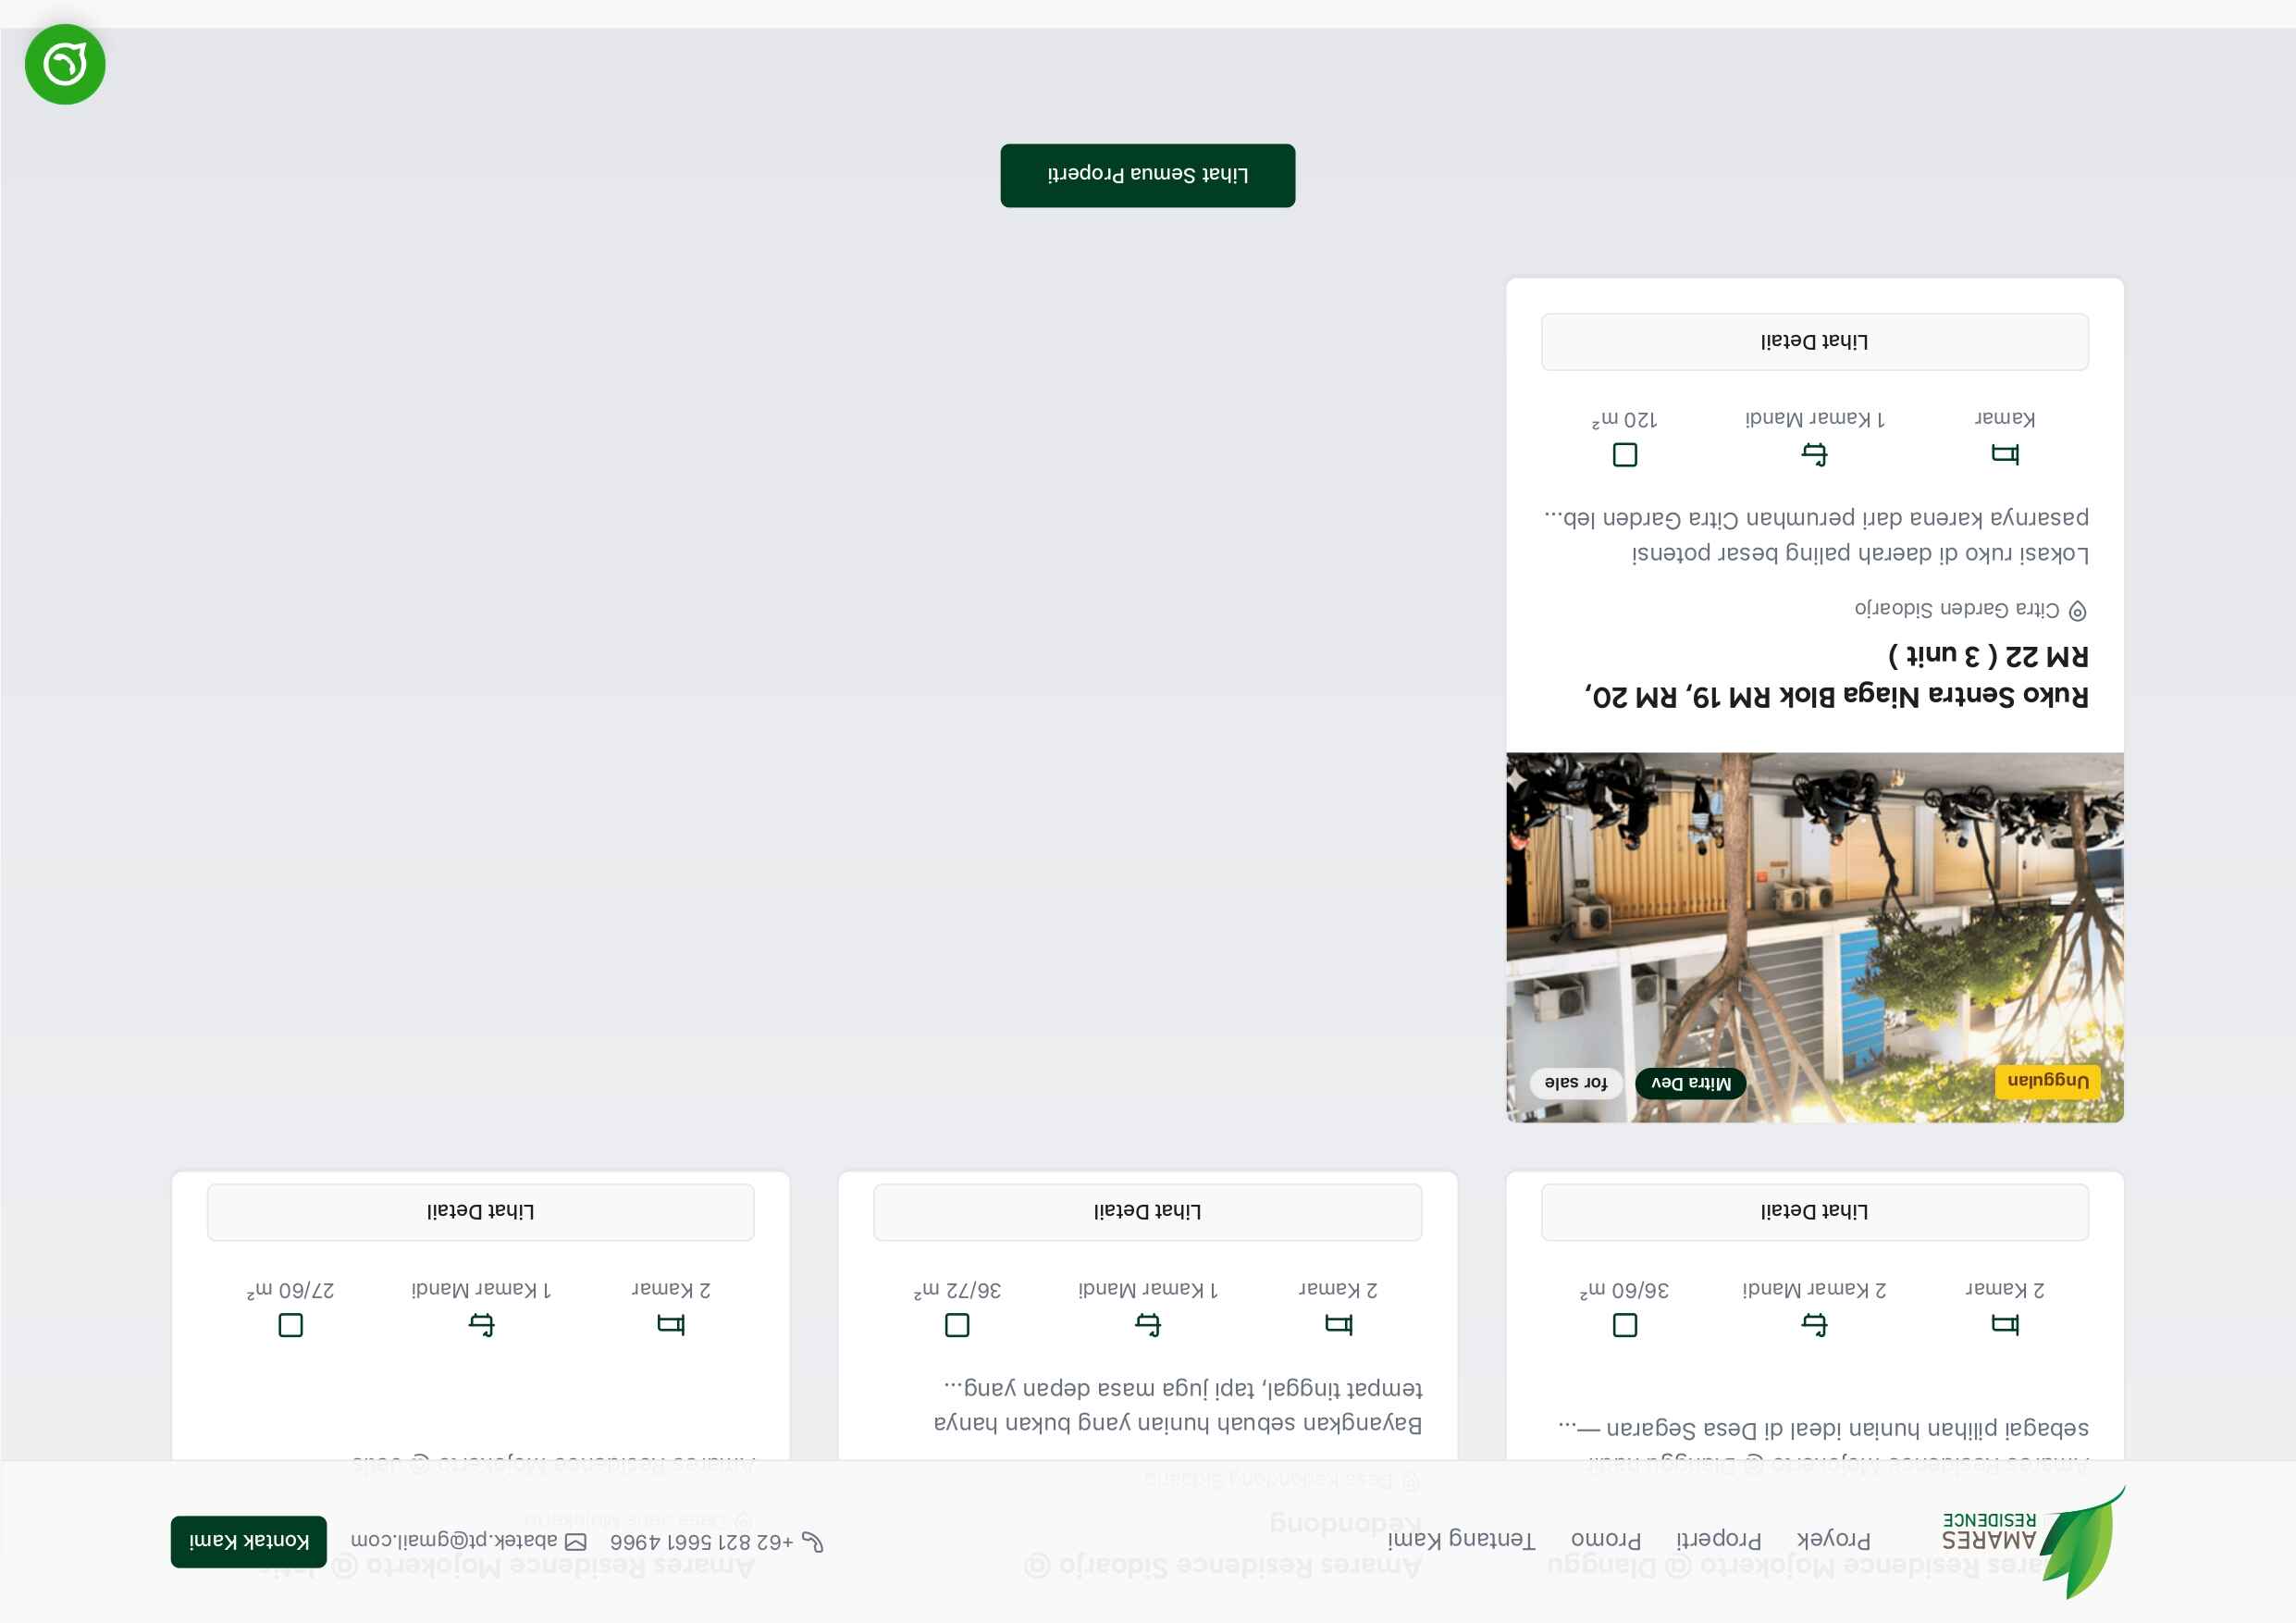 AMARES
RESIDENCE
Proyek
Properti
Promo
Tentang Kami
+62 821 5661 4966
abatek.pt@gmail.com
Kontak Kami
Amares Residence Mojokerto @ Dlanggu
Amares Residence Mojokerto @ Dlanggu hadir
sebagai pilihan hunian ideal di Desa Segaran —...
2 Kamar
2 Kamar Mandi
36/60 m²
Lihat Detail
Amares Residence Sidoarjo @
Kedondong
Desa Kedondong Sidoarjo
Bayangkan sebuah hunian yang bukan hanya
tempat tinggal, tapi juga masa depan yang...
2 Kamar
1 Kamar Mandi
36/72 m²
Lihat Detail
Amares Residence Mojokerto @ Jatis
Mojokerto
Amares Residence Mojokerto @ Jatis
2 Kamar
1 Kamar Mandi
27/60 m²
Lihat Detail
Unggulan
Mitra Dev
for sale
Ruko Sentra Niaga Blok RM 19, RM 20,
RM 22 ( 3 unit )
Citra Garden Sidoarjo
Lokasi ruko di daerah paling besar potensi
pasarnya karena dari perumhan Citra Garden leb...
Kamar
1 Kamar Mandi
120 m²
Lihat Detail
Lihat Semua Properti